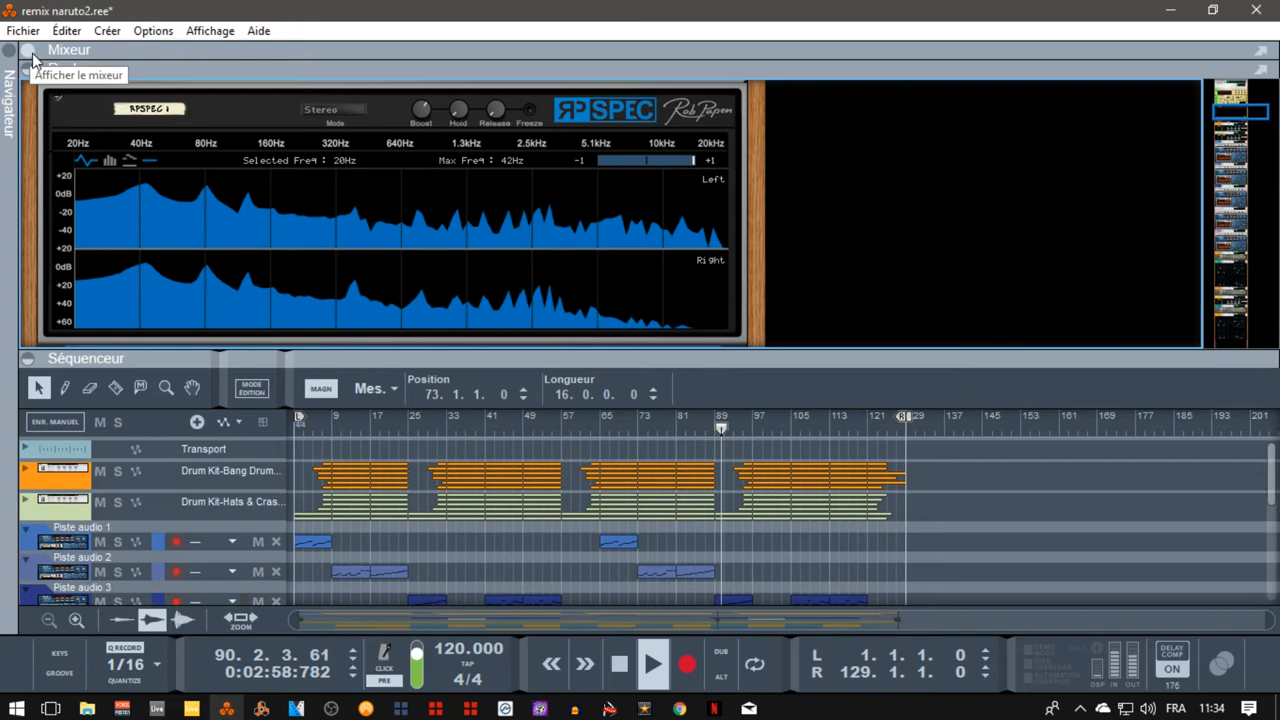 remix naruto2.ree*
Fichier Éditer Créer Options Affichage Aide
Mixeur
Afficher le mixeur
Navigateur
RPSPEC 1
Stereo
Mode
Boost Hold Release Freeze
RP SPEC Rob Papen
20Hz 40Hz 80Hz 160Hz 320Hz 640Hz 1.3kHz 2.5kHz 5.1kHz 10kHz 20kHz
Selected Freq : 20Hz Max Freq : 42Hz -1 +1
+20
0dB
-20
-40
Left
+20
0dB
+20
+40
+60
Right
Séquenceur
MODE ÉDITION
MAGN
Mes.
Position
73. 1. 1. 0
Longueur
16. 0. 0. 0
ENR. MANUEL M S
L 9 17 25 33 41 49 57 65 73 81 89 97 105 113 121 R 129 137 145 153 161 169 177 185 193 201
4/4
Transport
Drum Kit-Bang Drum...
Drum Kit-Hats & Cras...
Piste audio 1
M S M
Piste audio 2
M S M
Piste audio 3
M S M
ZOOM
KEYS
GROOVE
Q RECORD
1/16
QUANTIZE
90. 2. 3. 61
0:02:58:782
CLICK
PRE
120.000
TAP
4/4
DUB
ALT
L 1. 1. 1. 0
R 129. 1. 1. 0
DSP IN OUT
DELAY COMP
ON
176
FRA 11:34